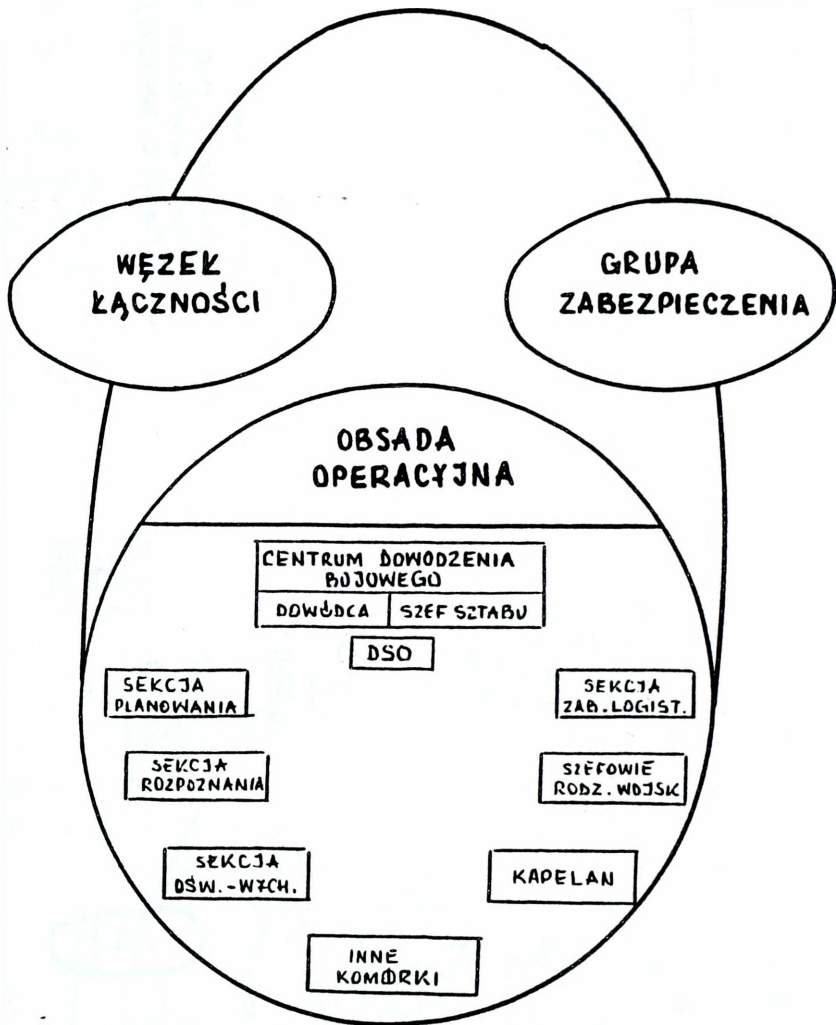 WĘZEŁ
ŁĄCZNOŚCI
GRUPA
ZABEZPIECZENIA
OBSADA
OPERACYJNA
CENTRUM DOWODZENIA
BOJOWEGO
DOWÓDCA
SZEF SZTABU
DSO
SEKCJA
PLANOWANIA
SEKCJA
ZAB.LOGIST.
SEKCJA
ROZPOZNANIA
SZEFOWIE
RODZ. WOJSK
SEKCJA
OŚW.-WYCH.
KAPELAN
INNE
KOMÓRKI